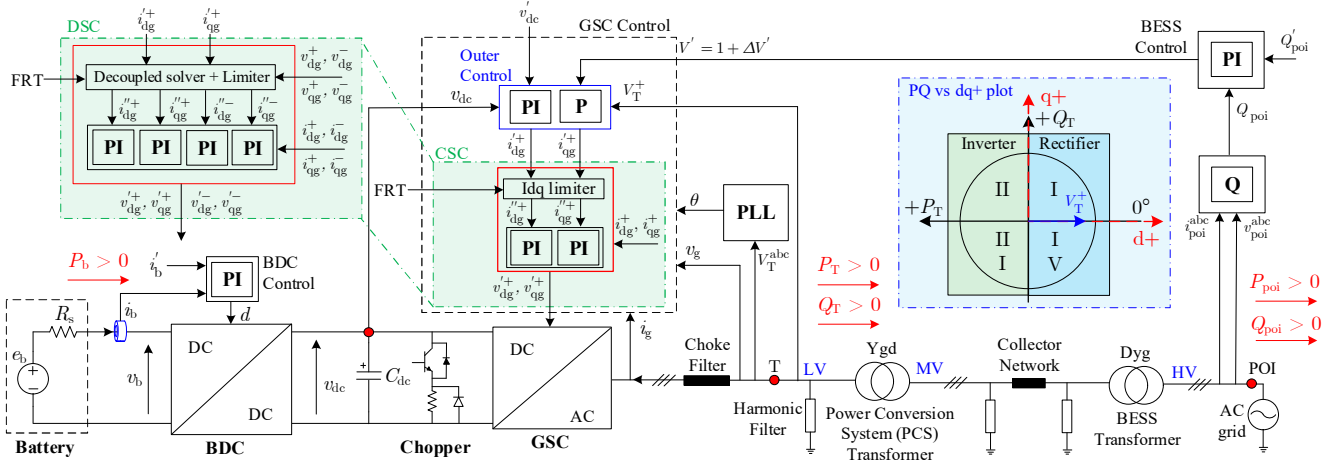 DSC
i'+dg
i'+qg
FRT
Decoupled solver + Limiter
v+dg, v−dg
v+qg, v−qg
i''+dg
i''+qg
i''−dg
i''−qg
PI
PI
PI
PI
i+dg, i−dg
i+qg, i−qg
v'+dg, v'+qg
v'−dg, v'−qg
v'dc
GSC Control
Outer
Control
V' = 1 + ΔV'
vdc
PI
P
V+T
i'+dg
i'+qg
CSC
FRT
Idq limiter
i''+dg
i''+qg
PI
PI
i+dg, i+qg
v'+dg, v'+qg
θ
PLL
vg
VabcT
ig
BESS
Control
PI
Q'poi
Qpoi
Q
iabcpoi
vabcpoi
PQ vs dq+ plot
q+
+QT
Inverter
Rectifier
II
I
V+T
+PT
0°
d+
II
I
I
V
Pb > 0
i'b
PI
BDC
Control
ib
d
Rs
eb
vb
DC
DC
vdc
Cdc
DC
AC
Battery
BDC
Chopper
GSC
PT > 0
QT > 0
Ppoi > 0
Qpoi > 0
Choke
Filter
T
LV
Harmonic
Filter
Ygd
MV
Power Conversion
System (PCS)
Transformer
Collector
Network
Dyg
HV
BESS
Transformer
POI
AC
grid